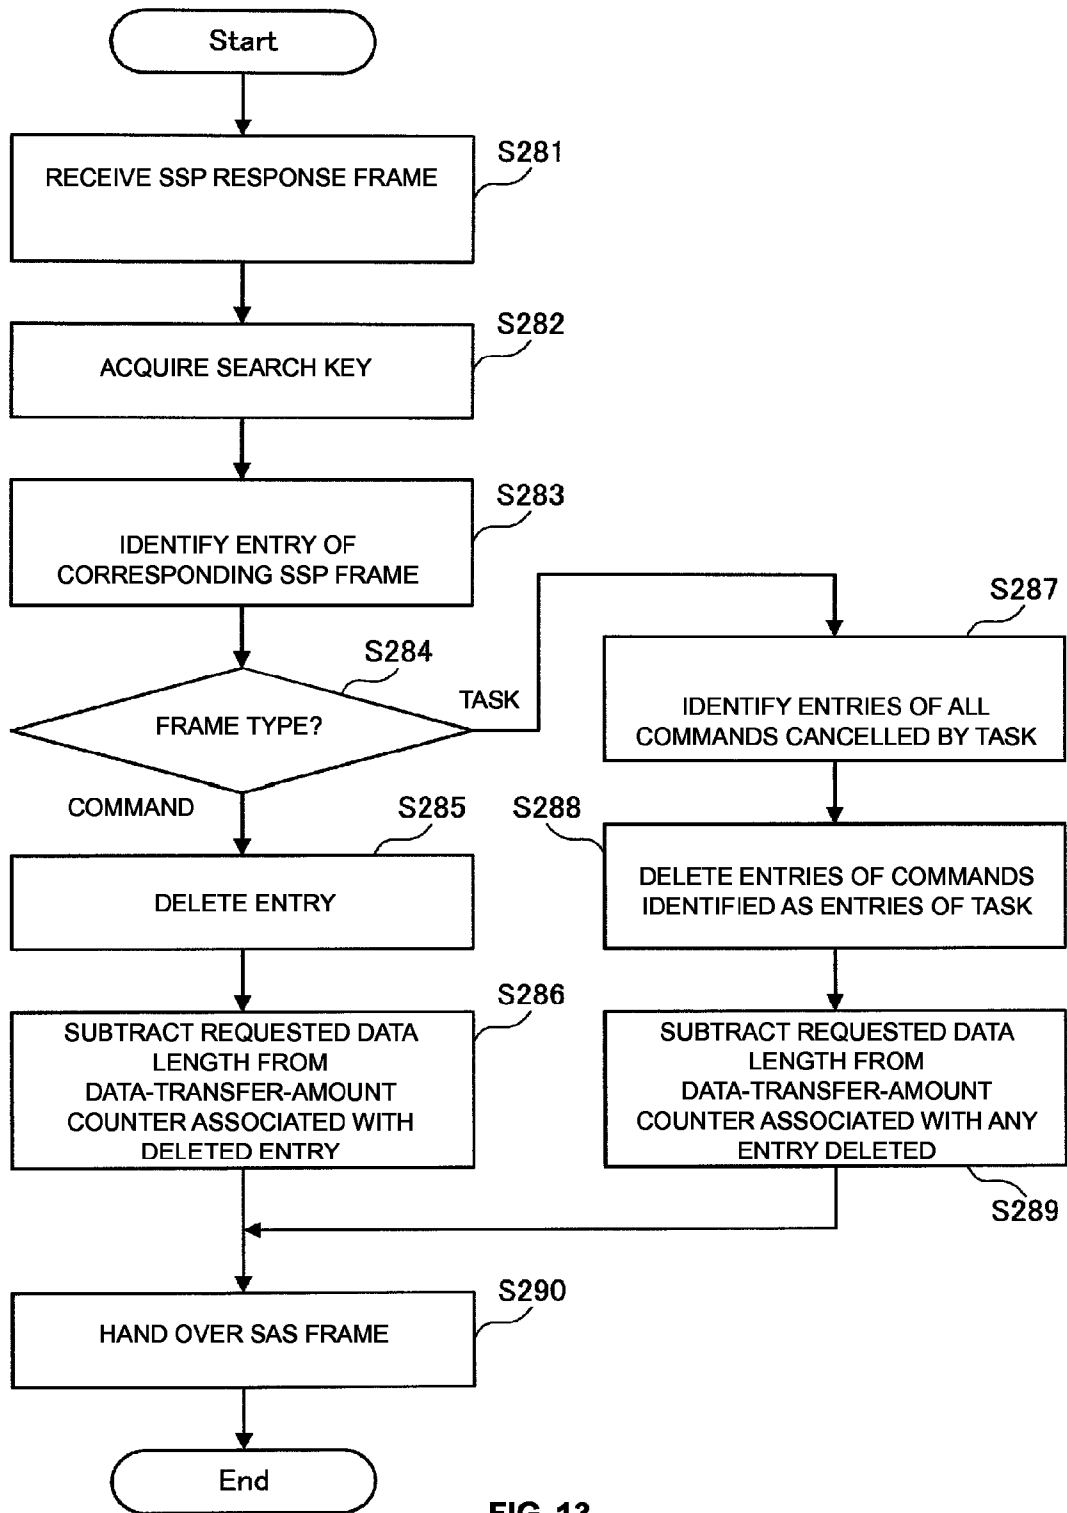 Start
S281
RECEIVE SSP RESPONSE FRAME
S282
ACQUIRE SEARCH KEY
S283
IDENTIFY ENTRY OF
CORRESPONDING SSP FRAME
S284
FRAME TYPE?
TASK
COMMAND
S287
IDENTIFY ENTRIES OF ALL
COMMANDS CANCELLED BY TASK
S285
DELETE ENTRY
S288
DELETE ENTRIES OF COMMANDS
IDENTIFIED AS ENTRIES OF TASK
S286
SUBTRACT REQUESTED DATA
LENGTH FROM
DATA-TRANSFER-AMOUNT
COUNTER ASSOCIATED WITH
DELETED ENTRY
SUBTRACT REQUESTED DATA
LENGTH FROM
DATA-TRANSFER-AMOUNT
COUNTER ASSOCIATED WITH ANY
ENTRY DELETED
S289
S290
HAND OVER SAS FRAME
End
FIG. 13